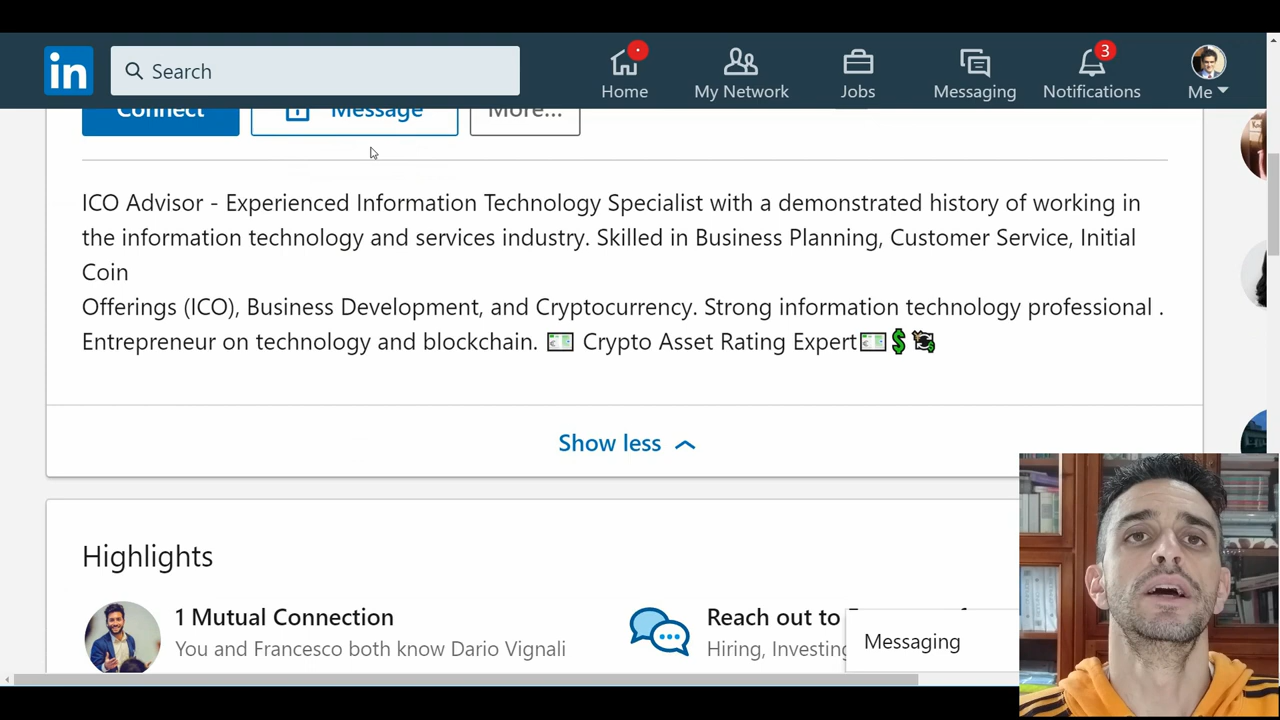 in
Search
Home
My Network
Jobs
Messaging
3
Notifications
Me
Connect
Message
More...
ICO Advisor - Experienced Information Technology Specialist with a demonstrated history of working in
the information technology and services industry. Skilled in Business Planning, Customer Service, Initial
Coin
Offerings (ICO), Business Development, and Cryptocurrency. Strong information technology professional .
Entrepreneur on technology and blockchain. 💵 Crypto Asset Rating Expert💵💲
Show less
Highlights
1 Mutual Connection
You and Francesco both know Dario Vignali
Reach out to
Hiring, Investing
Messaging